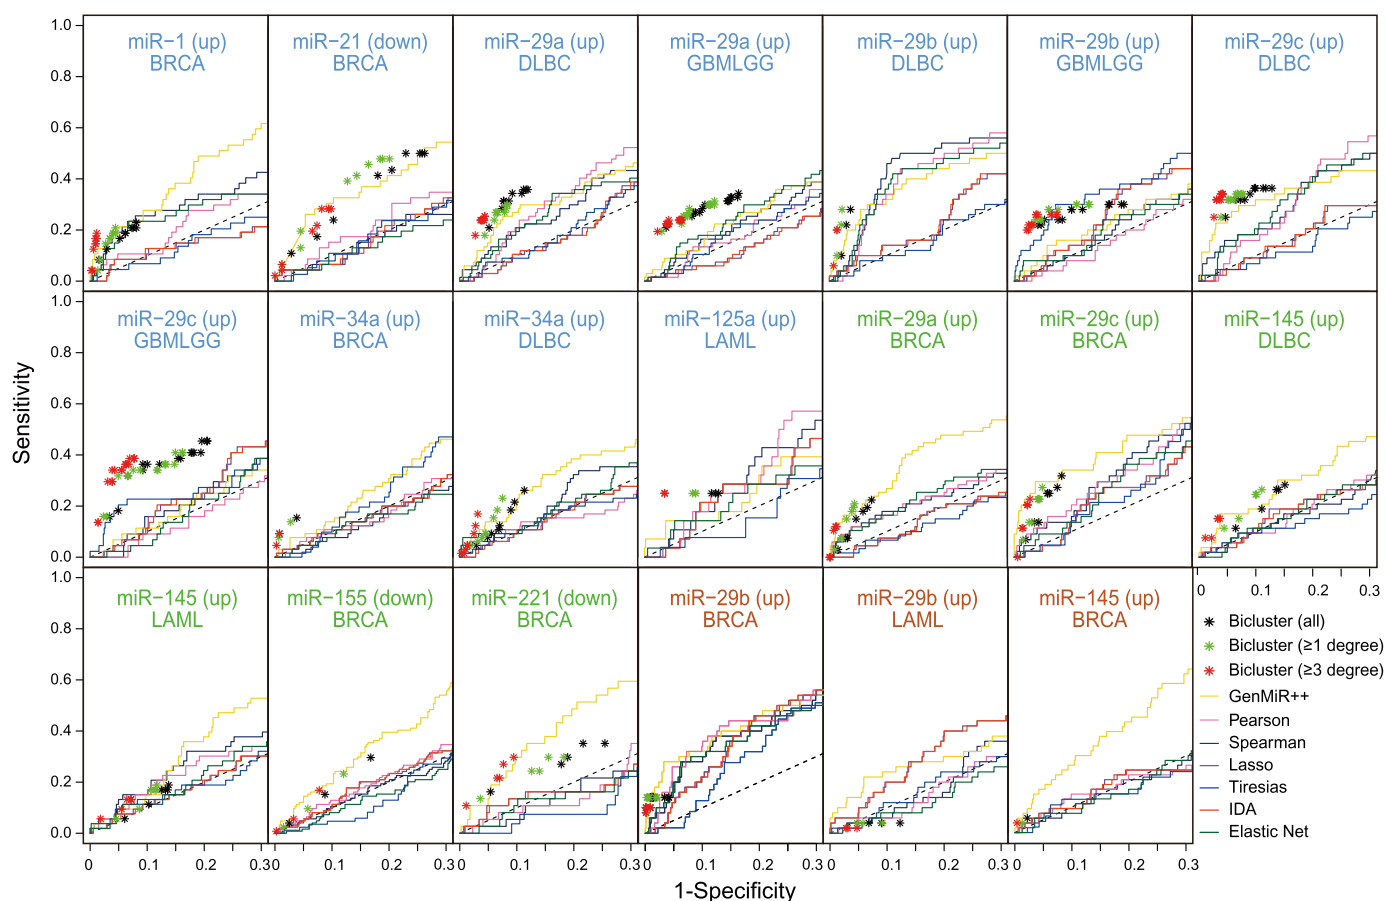 miR−1 (up)
BRCA
miR−21 (down)
BRCA
miR−29a (up)
DLBC
miR−29a (up)
GBMLGG
miR−29b (up)
DLBC
miR−29b (up)
GBMLGG
miR−29c (up)
DLBC
1.0
0.8
0.6
0.4
0.2
0.0
miR−29c (up)
GBMLGG
miR−34a (up)
BRCA
miR−34a (up)
DLBC
miR−125a (up)
LAML
miR−29a (up)
BRCA
miR−29c (up)
BRCA
miR−145 (up)
DLBC
1.0
0.8
0.6
0.4
0.2
0.0
Sensitivity
0 0.1 0.2 0.3
miR−145 (up)
LAML
miR−155 (down)
BRCA
miR−221 (down)
BRCA
miR−29b (up)
BRCA
miR−29b (up)
LAML
miR−145 (up)
BRCA
1.0
0.8
0.6
0.4
0.2
0.0
Bicluster (all)
Bicluster (≥1 degree)
Bicluster (≥3 degree)
GenMiR++
Pearson
Spearman
Lasso
Tiresias
IDA
Elastic Net
0 0.1 0.2 0.3 0 0.1 0.2 0.3 0 0.1 0.2 0.3 0 0.1 0.2 0.3 0 0.1 0.2 0.3 0 0.1 0.2 0.3
1-Specificity